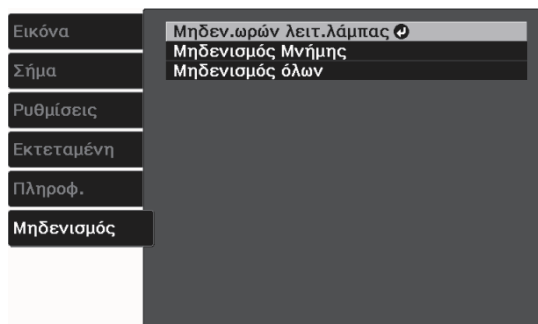 Εικόνα
Σήμα
Ρυθμίσεις
Εκτεταμένη
Πληροφ.
Μηδενισμός
Μηδεν.ωρών λειτ.λάμπας
Μηδενισμός Μνήμης
Μηδενισμός όλων